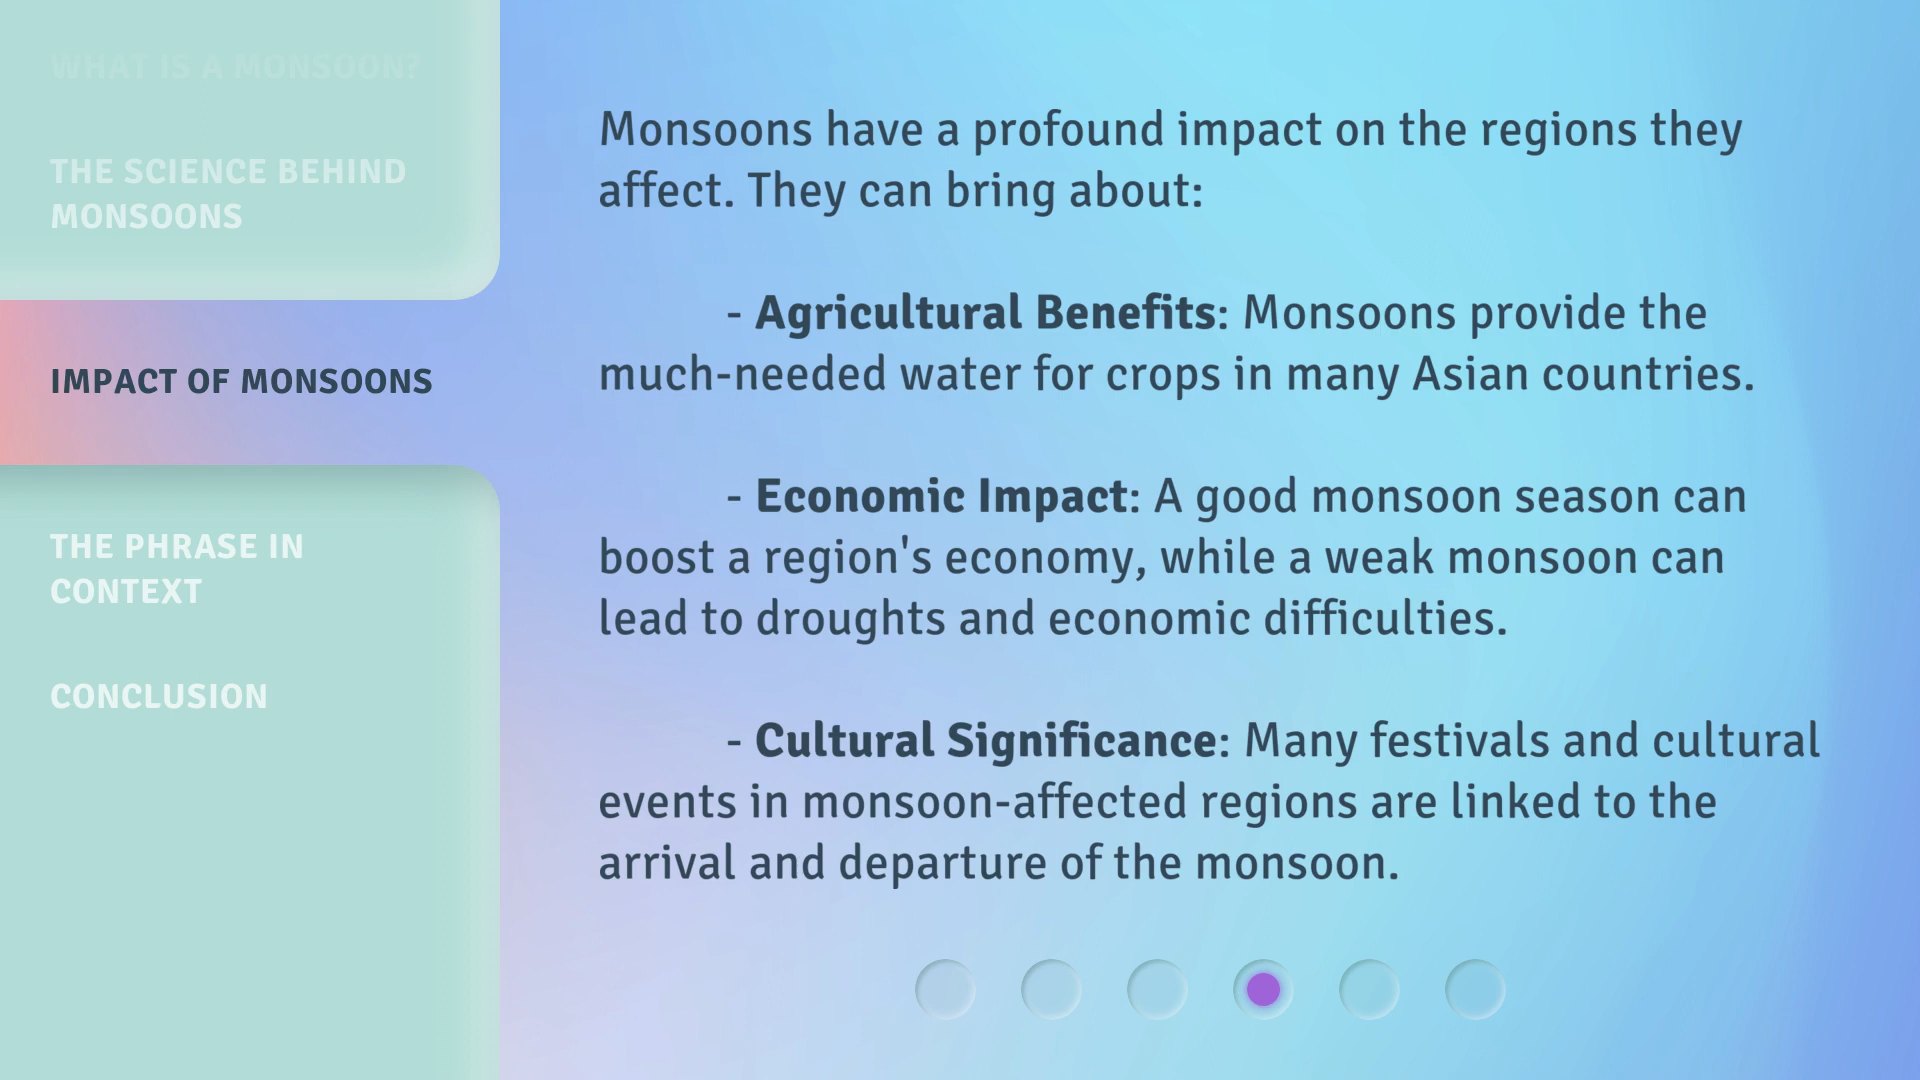 WHAT IS A MONSOON?
THE SCIENCE BEHIND
MONSOONS
IMPACT OF MONSOONS
THE PHRASE IN
CONTEXT
CONCLUSION
Monsoons have a profound impact on the regions they
affect. They can bring about:
- Agricultural Benefits: Monsoons provide the
much-needed water for crops in many Asian countries.
- Economic Impact: A good monsoon season can
boost a region's economy, while a weak monsoon can
lead to droughts and economic difficulties.
- Cultural Significance: Many festivals and cultural
events in monsoon-affected regions are linked to the
arrival and departure of the monsoon.